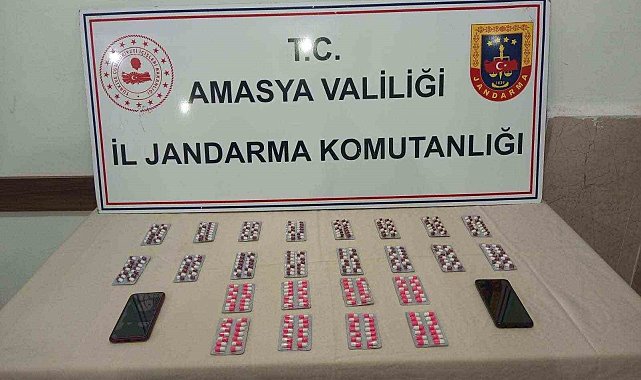 T.C.
AMASYA VALİLİĞİ
İL JANDARMA KOMUTANLIĞI
JANDARMA